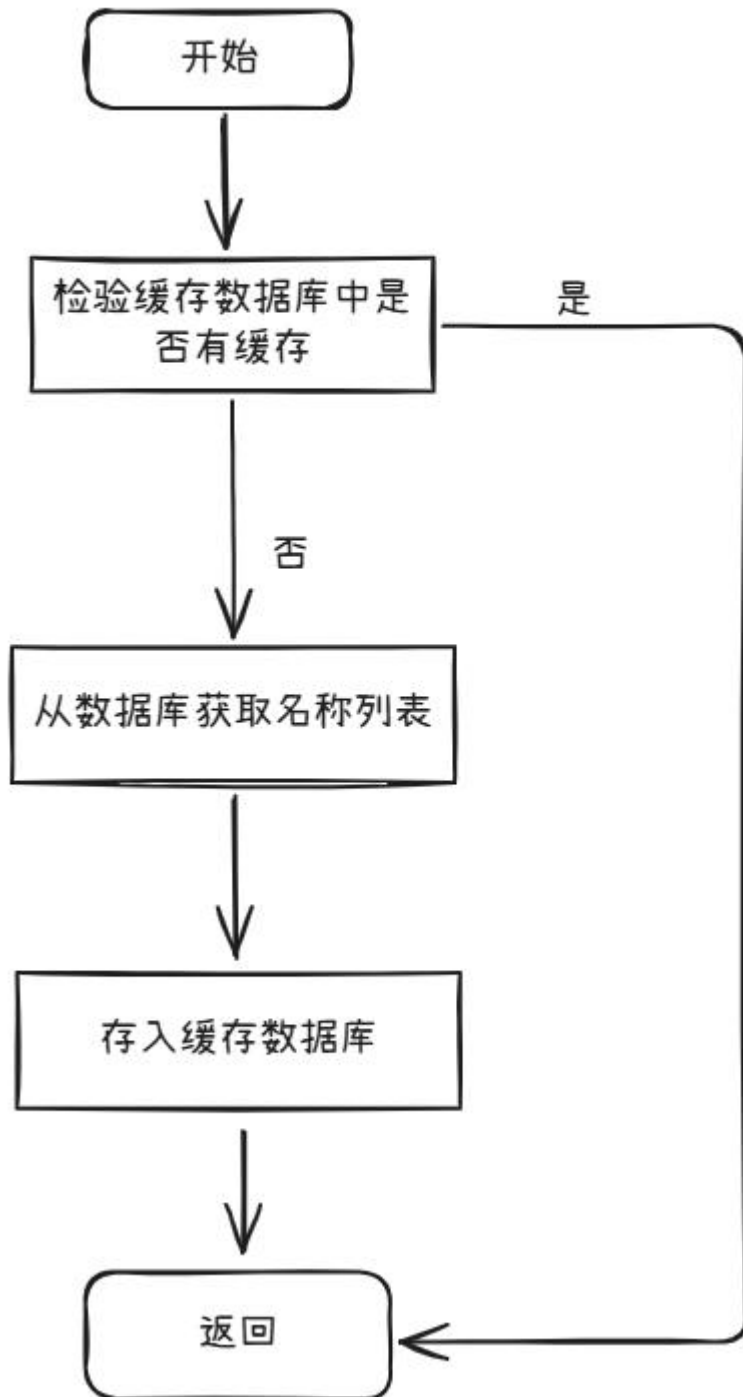 开始
检验缓存数据库中是
否有缓存
是
否
从数据库获取名称列表
存入缓存数据库
返回